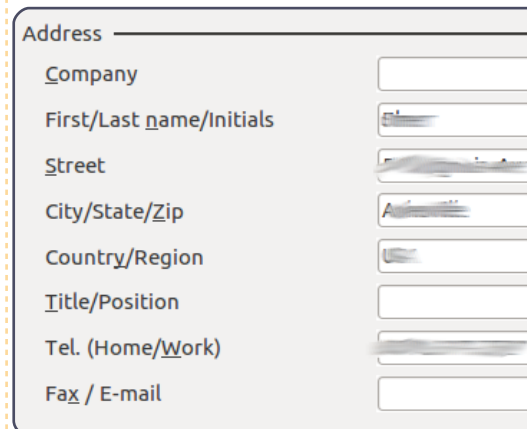 Address
Company
First/Last name/Initials
Street
City/State/Zip
Country/Region
Title/Position
Tel. (Home/Work)
Fax / E-mail